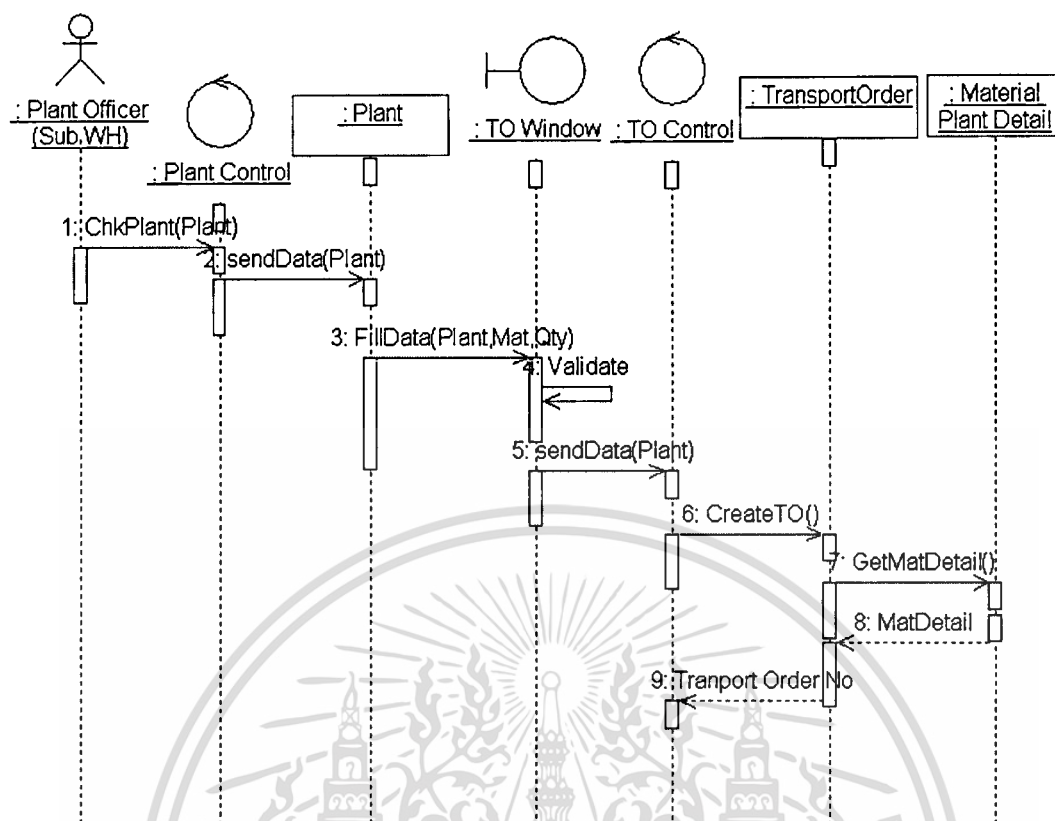 : Plant Officer
(Sub.WH)
: Plant Control
: Plant
: TO Window
: TO Control
: TransportOrder
: Material
Plant Detail
1: ChkPlant(Plant)
2: sendData(Plant)
3: FillData(Plant,Mat,Qty)
4: Validate
5: sendData(Plant)
6: CreateTO()
7: GetMatDetail()
8: MatDetail
9: Tranport Order No